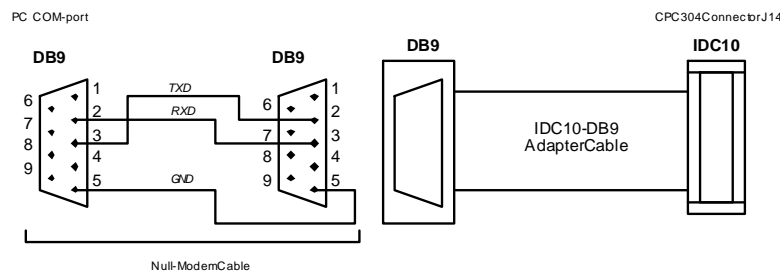 PC COM-port
CPC304ConnectorJ14
DB9
DB9
DB9
IDC10
1
6
TXD
1
6
7
2
RXD
2
8
3
7
3
4
8
4
9
5
GND
9
5
IDC10-DB9
AdapterCable
Null-ModemCable